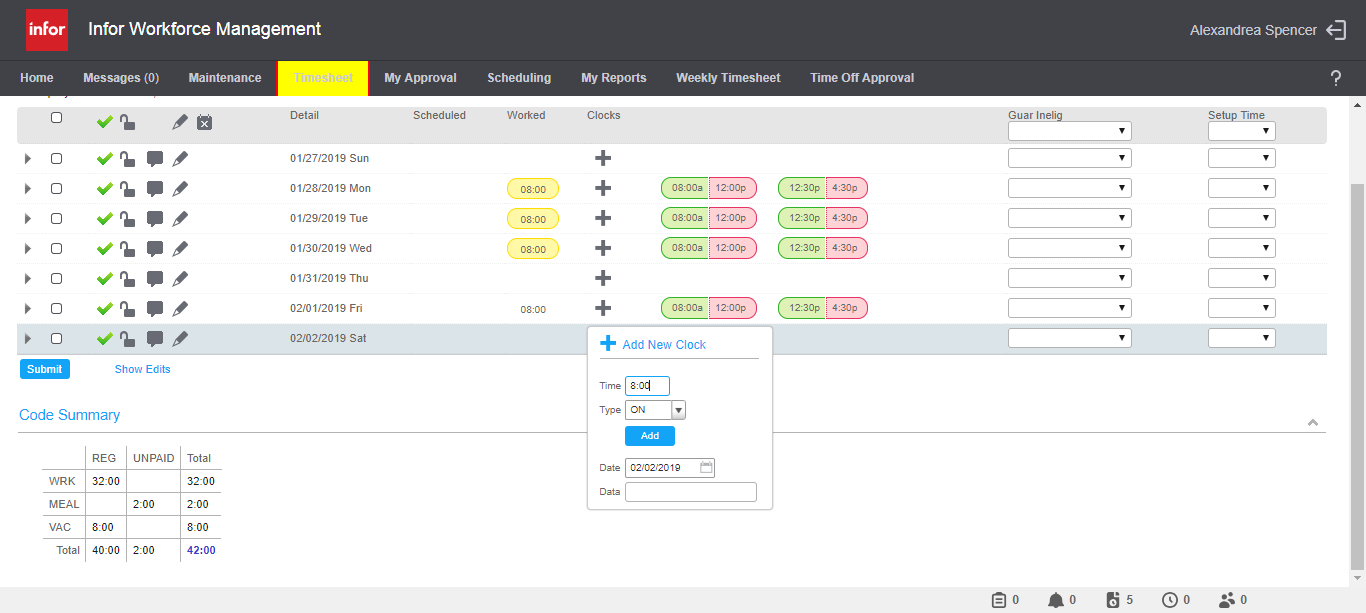 infor Infor Workforce Management Alexandrea Spencer
Home Messages (0) Maintenance Timesheet My Approval Scheduling My Reports Weekly Timesheet Time Off Approval ?
Detail Scheduled Worked Clocks Guar Inelig Setup Time
01/27/2019 Sun
01/28/2019 Mon 08:00 08:00a 12:00p 12:30p 4:30p
01/29/2019 Tue 08:00 08:00a 12:00p 12:30p 4:30p
01/30/2019 Wed 08:00 08:00a 12:00p 12:30p 4:30p
01/31/2019 Thu
02/01/2019 Fri 08:00 08:00a 12:00p 12:30p 4:30p
02/02/2019 Sat
Add New Clock
Time 8:00
Type ON
Add
Date 02/02/2019
Data
Submit Show Edits
Code Summary
REG UNPAID Total
WRK 32:00 32:00
MEAL 2:00 2:00
VAC 8:00 8:00
Total 40:00 2:00 42:00
0 0 5 0 0